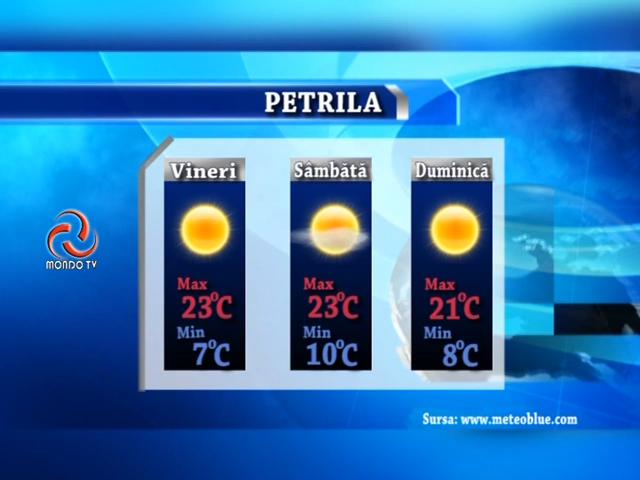 PETRILA
Vineri
Max
23°C
Min
7°C
Sâmbătă
Max
23°C
Min
10°C
Duminică
Max
21°C
Min
8°C
MONDO TV
Sursa: www.meteoblue.com